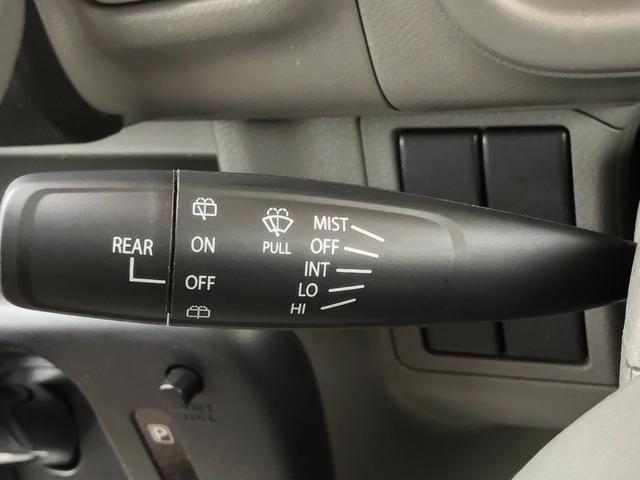 REAR
ON
OFF
PULL
MIST
OFF
INT
LO
HI
P